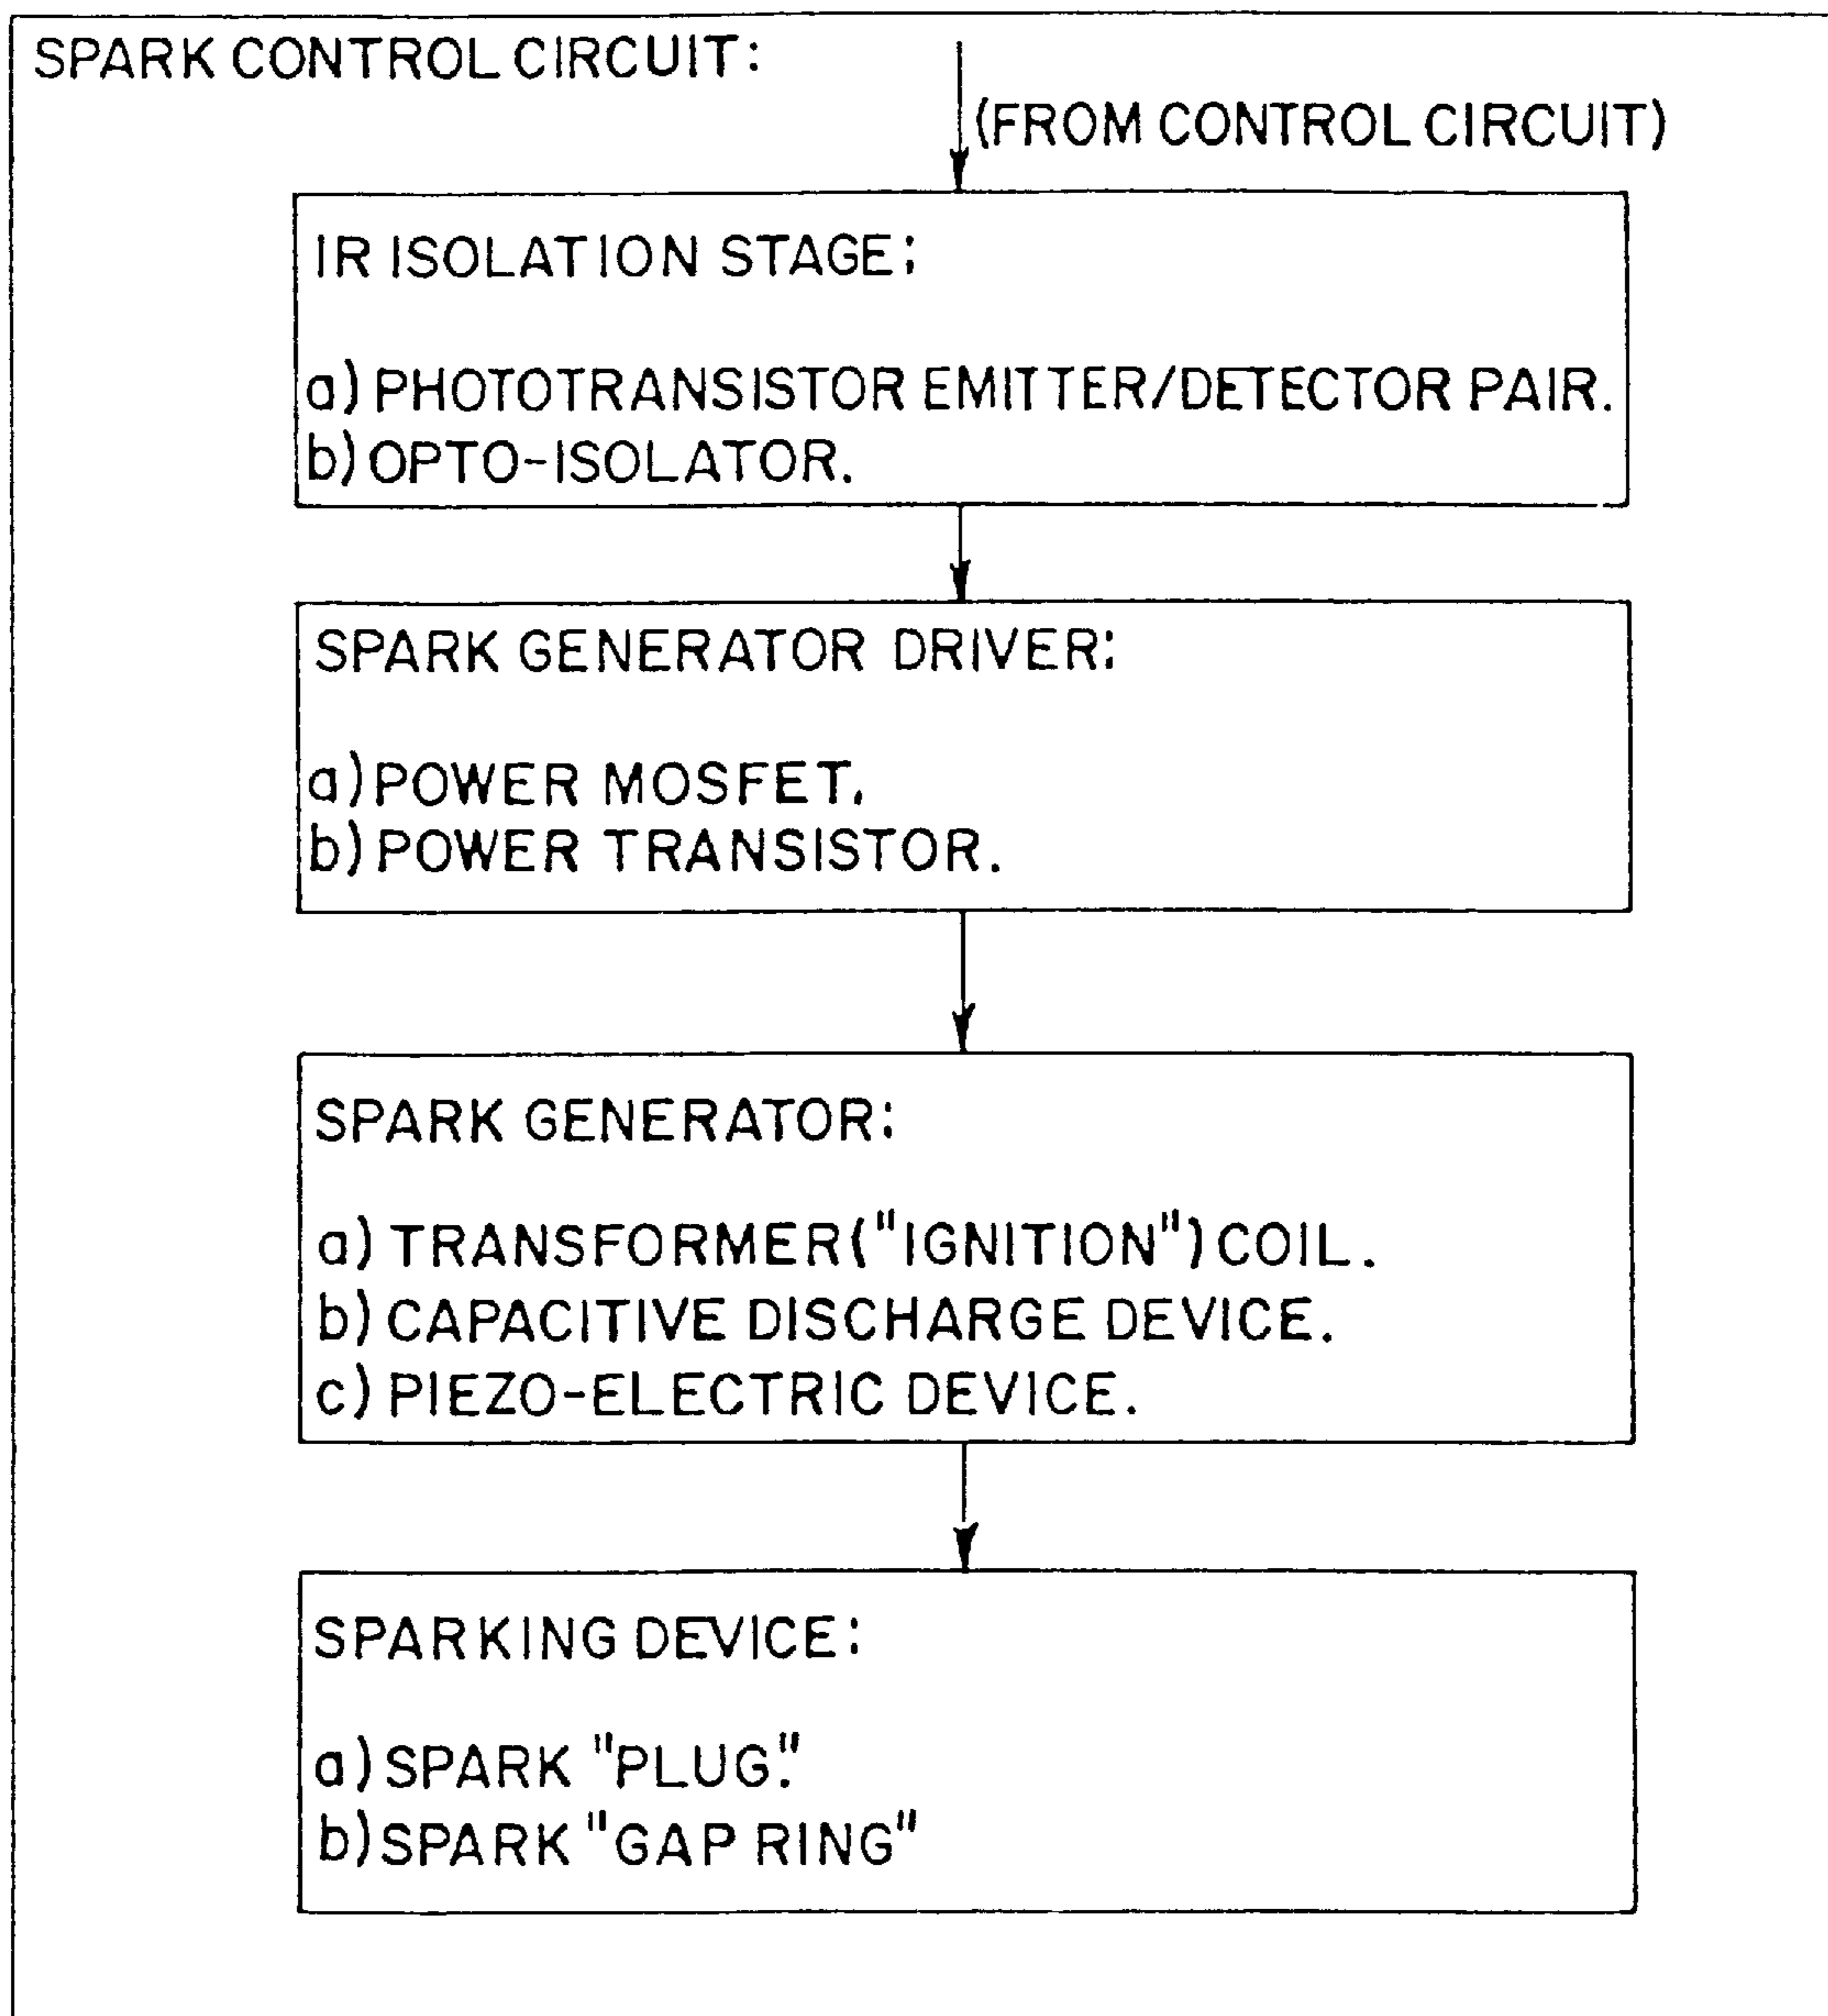 SPARK CONTROL CIRCUIT:
(FROM CONTROL CIRCUIT)
IR ISOLATION STAGE:
a) PHOTOTRANSISTOR EMITTER/DETECTOR PAIR.
b) OPTO-ISOLATOR.
SPARK GENERATOR DRIVER:
a) POWER MOSFET.
b) POWER TRANSISTOR.
SPARK GENERATOR:
a) TRANSFORMER ("IGNITION") COIL.
b) CAPACITIVE DISCHARGE DEVICE.
c) PIEZO-ELECTRIC DEVICE.
SPARKING DEVICE:
a) SPARK "PLUG."
b) SPARK "GAP RING"